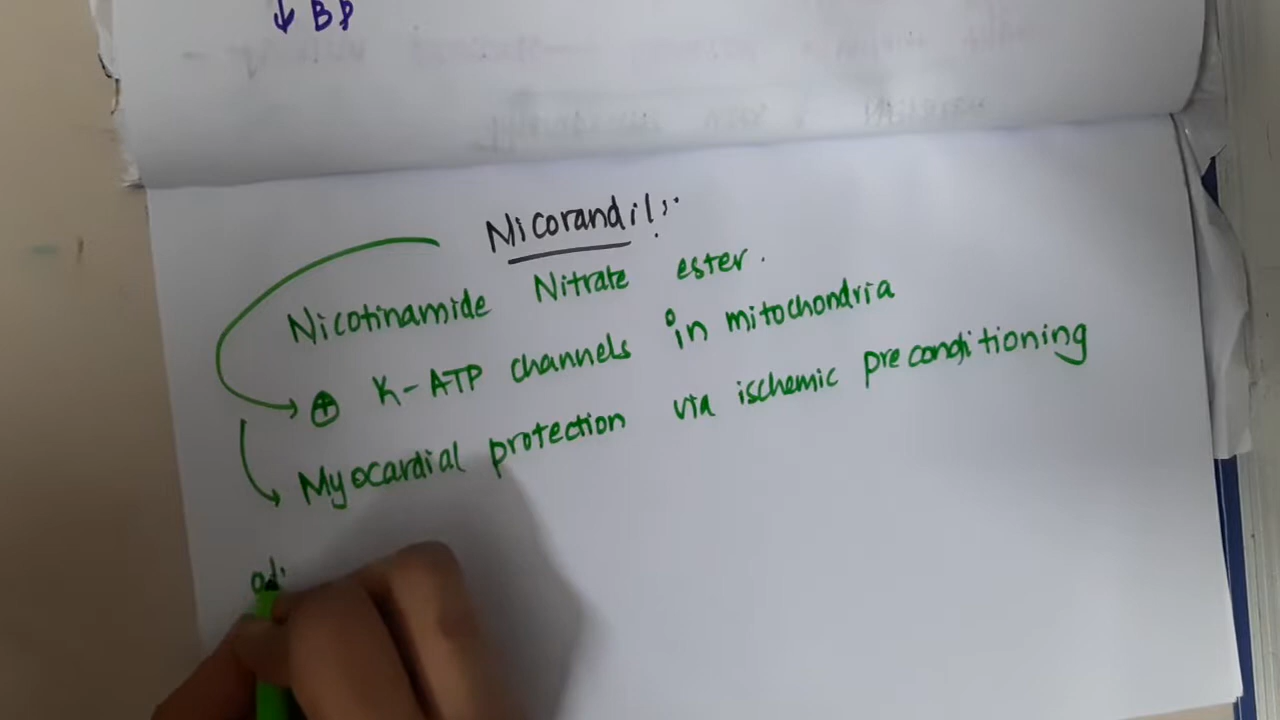 ↓ BP
Nicorandil:-
Nicotinamide Nitrate ester.
⊕ K-ATP channels in mitochondria
Myocardial protection via ischemic preconditioning